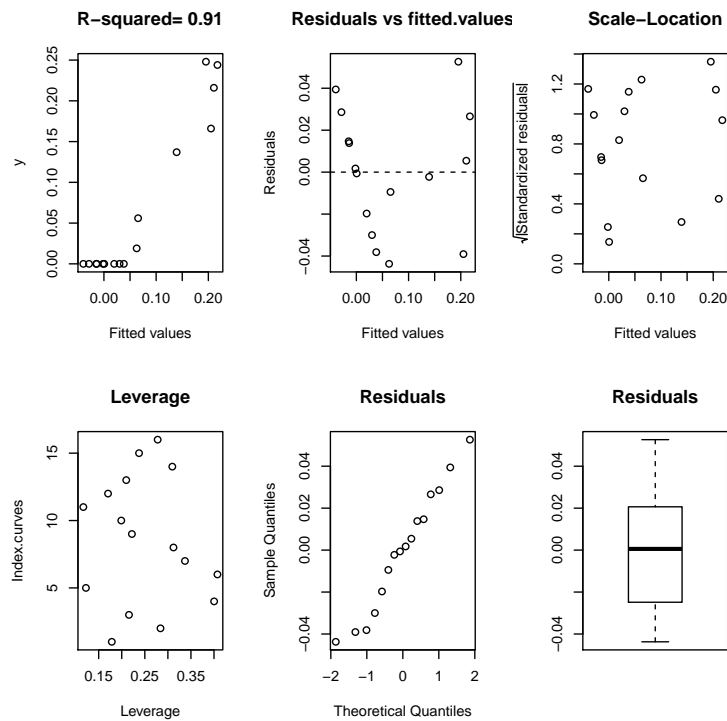 R−squared= 0.91
0.00 0.05 0.10 0.15 0.20 0.25
y
0.00 0.10 0.20
Fitted values
Residuals vs fitted.values
−0.04 0.00 0.02 0.04
Residuals
0.00 0.10 0.20
Fitted values
Scale−Location
0.0 0.4 0.8 1.2
√|Standardized residuals|
0.00 0.10 0.20
Fitted values
Leverage
5 10 15
Index.curves
0.15 0.25 0.35
Leverage
Residuals
−0.04 0.00 0.02 0.04
Sample Quantiles
−2 −1 0 1 2
Theoretical Quantiles
Residuals
−0.04 0.00 0.02 0.04